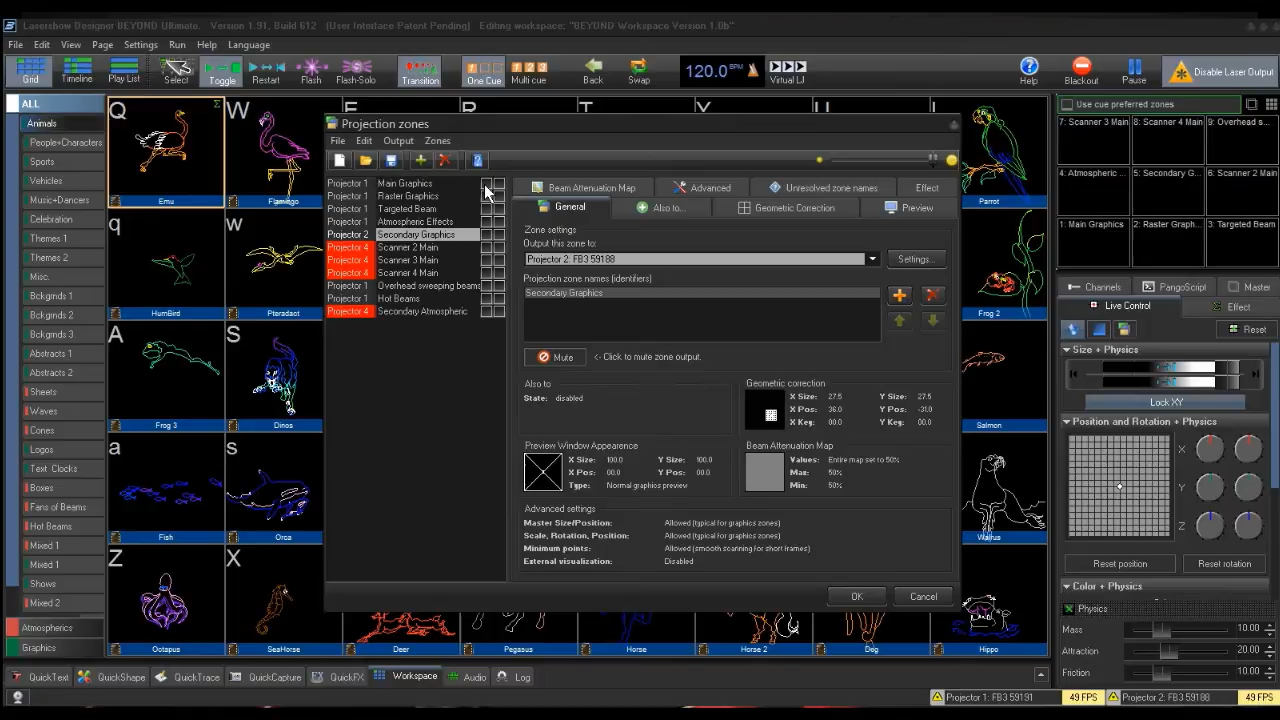 Lasershow Designer BEYOND Ultimate. Version 1.91, Build 612 (User Interface Patent Pending) Editing workspace: "BEYOND Workspace Version 1.0b"
File Edit View Page Settings Run Help Language
Grid Timeline Play List Select Toggle Restart Flash Flash-Solo Transition One Cue Multi cue Back Swap 120.0 BPM Virtual LJ Help Blackout Pause Disable Laser Output
ALL
Animals
People+Characters
Sports
Vehicles
Music+Dancers
Celebration
Themes 1
Themes 2
Misc.
Bckgnds 1
Bckgnds 2
Bckgnds 3
Abstracts 1
Abstracts 2
Sheets
Waves
Cones
Logos
Text Clocks
Boxes
Fans of Beams
Hot Beams
Mixed 1
Mixed 1
Shows
Mixed 2
Atmospherics
Graphics
Q W E R T Y U I
Emu Flamingo Parrot
q w
HumBird Pteradact Frog 2
A S
Frog 3 Dinos Salmon
a s
Fish Orca Walrus
Z X
Octapus SeaHorse Deer Pegasus Horse Horse 2 Dog Hippo
Projection zones
File Edit Output Zones
Projector 1 Main Graphics
Projector 1 Raster Graphics
Projector 1 Targeted Beam
Projector 1 Atmospheric Effects
Projector 2 Secondary Graphics
Projector 4 Scanner 2 Main
Projector 4 Scanner 3 Main
Projector 4 Scanner 4 Main
Projector 1 Overhead sweeping beams
Projector 1 Hot Beams
Projector 4 Secondary Atmospheric
Beam Attenuation Map Advanced Unresolved zone names Effect
General Also to... Geometric Correction Preview
Zone settings
Output this zone to:
Projector 2: FB3 59188 Settings...
Projection zone names (identifiers)
Secondary Graphics
Mute <- Click to mute zone output.
Also to
State: disabled
Geometric correction
X Size: 27.5 Y Size: 27.5
X Pos: 36.0 Y Pos: -31.0
X Key: 00.0 Y Key: 00.0
Preview Window Appearance
X Size: 100.0 Y Size: 100.0
X Pos: 00.0 Y Pos: 00.0
Type: Normal graphics preview
Beam Attenuation Map
Values: Entire map set to 50%
Max: 50%
Min: 50%
Advanced settings
Master Size/Position: Allowed (typical for graphics zones)
Scale, Rotation, Position: Allowed (typical for graphics zones)
Minimum points: Allowed (smooth scanning for short frames)
External visualization: Disabled
OK Cancel
Use cue preferred zones
7: Scanner 3 Main 8: Scanner 4 Main 9: Overhead s...
4: Atmospheric ... 5: Secondary G... 6: Scanner 2 Main
1: Main Graphics 2: Raster Graph... 3: Targeted Beam
Channels PangoScript Master
Live Control Effect
Reset
Size + Physics
Lock XY
Position and Rotation + Physics
X
Y
Z
Reset position Reset rotation
Color + Physics
Physics
Mass 10.00
Attraction 20.00
Friction 10.00
QuickText QuickShape QuickTrace QuickCapture QuickFX Workspace Audio Log
Projector 1: FB3 59191 49 FPS Projector 2: FB3 59188 49 FPS